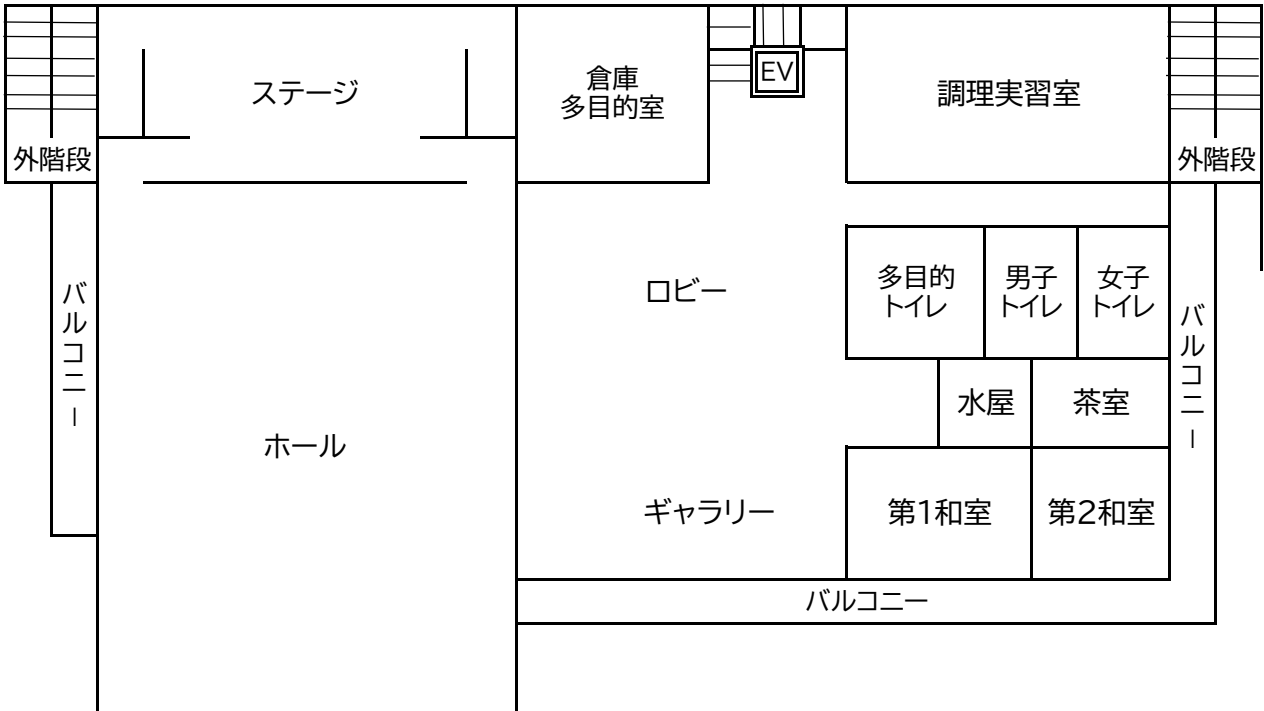 ステージ
倉庫
多目的室
EV
調理実習室
外階段
外階段
バルコニー
ロビー
多目的
トイレ
男子
トイレ
女子
トイレ
バルコニー
水屋
茶室
ホール
ギャラリー
第1和室
第2和室
バルコニー